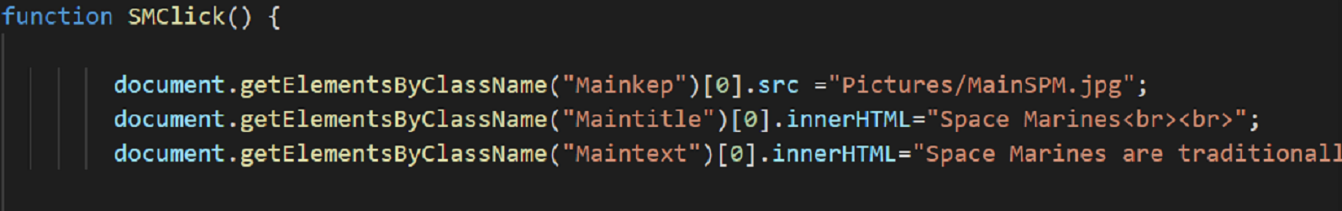 function SMClick() {
document.getElementsByClassName("Mainkep")[0].src ="Pictures/MainSPM.jpg";
document.getElementsByClassName("Maintitle")[0].innerHTML="Space Marines<br><br>";
document.getElementsByClassName("Maintext")[0].innerHTML="Space Marines are traditionall